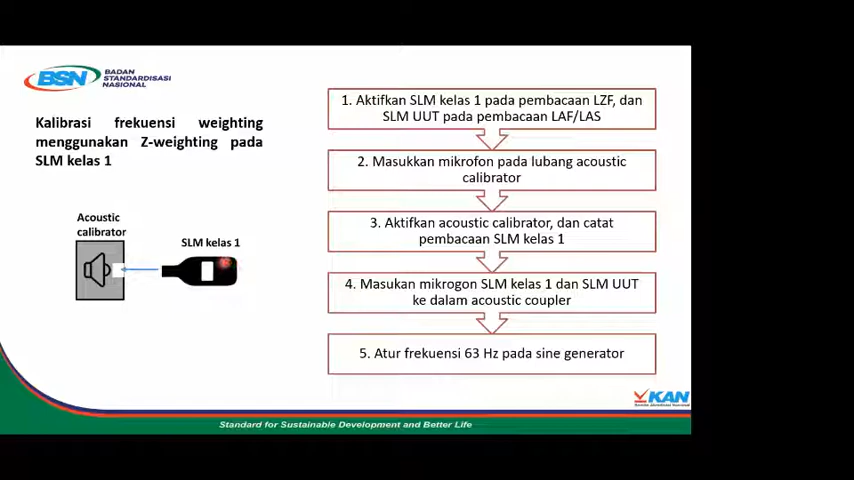 BSN
BADAN
STANDARDISASI
NASIONAL
Kalibrasi frekuensi weighting
menggunakan Z-weighting pada
SLM kelas 1
Acoustic
calibrator
SLM kelas 1
1. Aktifkan SLM kelas 1 pada pembacaan LZF, dan
SLM UUT pada pembacaan LAF/LAS
2. Masukkan mikrofon pada lubang acoustic
calibrator
3. Aktifkan acoustic calibrator, dan catat
pembacaan SLM kelas 1
4. Masukan mikrogon SLM kelas 1 dan SLM UUT
ke dalam acoustic coupler
5. Atur frekuensi 63 Hz pada sine generator
KAN
Komite Akreditasi Nasional
Standard for Sustainable Development and Better Life